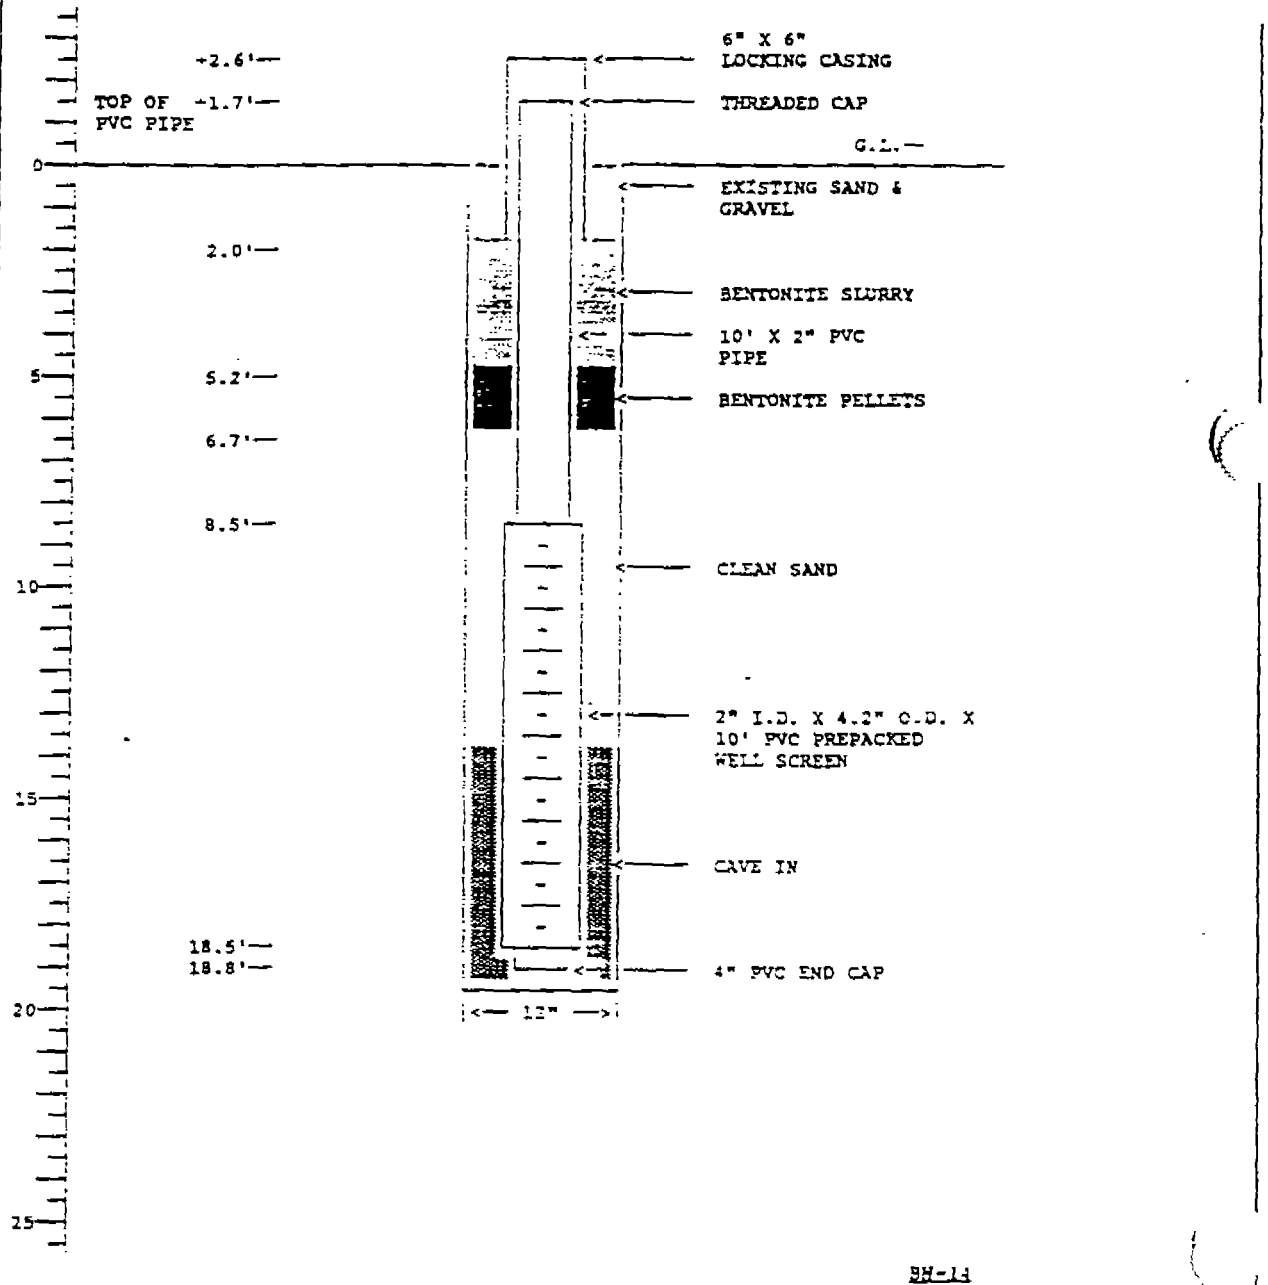 6" X 6"
+2.6'— LOCKING CASING
TOP OF +1.7'— THREADED CAP
PVC PIPE
G.L.—
0
EXISTING SAND &
GRAVEL
2.0'—
BENTONITE SLURRY
10' X 2" PVC
PIPE
5 5.2'—
BENTONITE PELLETS
6.7'—
8.5'—
CLEAN SAND
10
2" I.D. X 4.2" O.D. X
10' PVC PREPACKED
WELL SCREEN
15
CAVE IN
18.5'—
18.8'— 4" PVC END CAP
20 12"
25